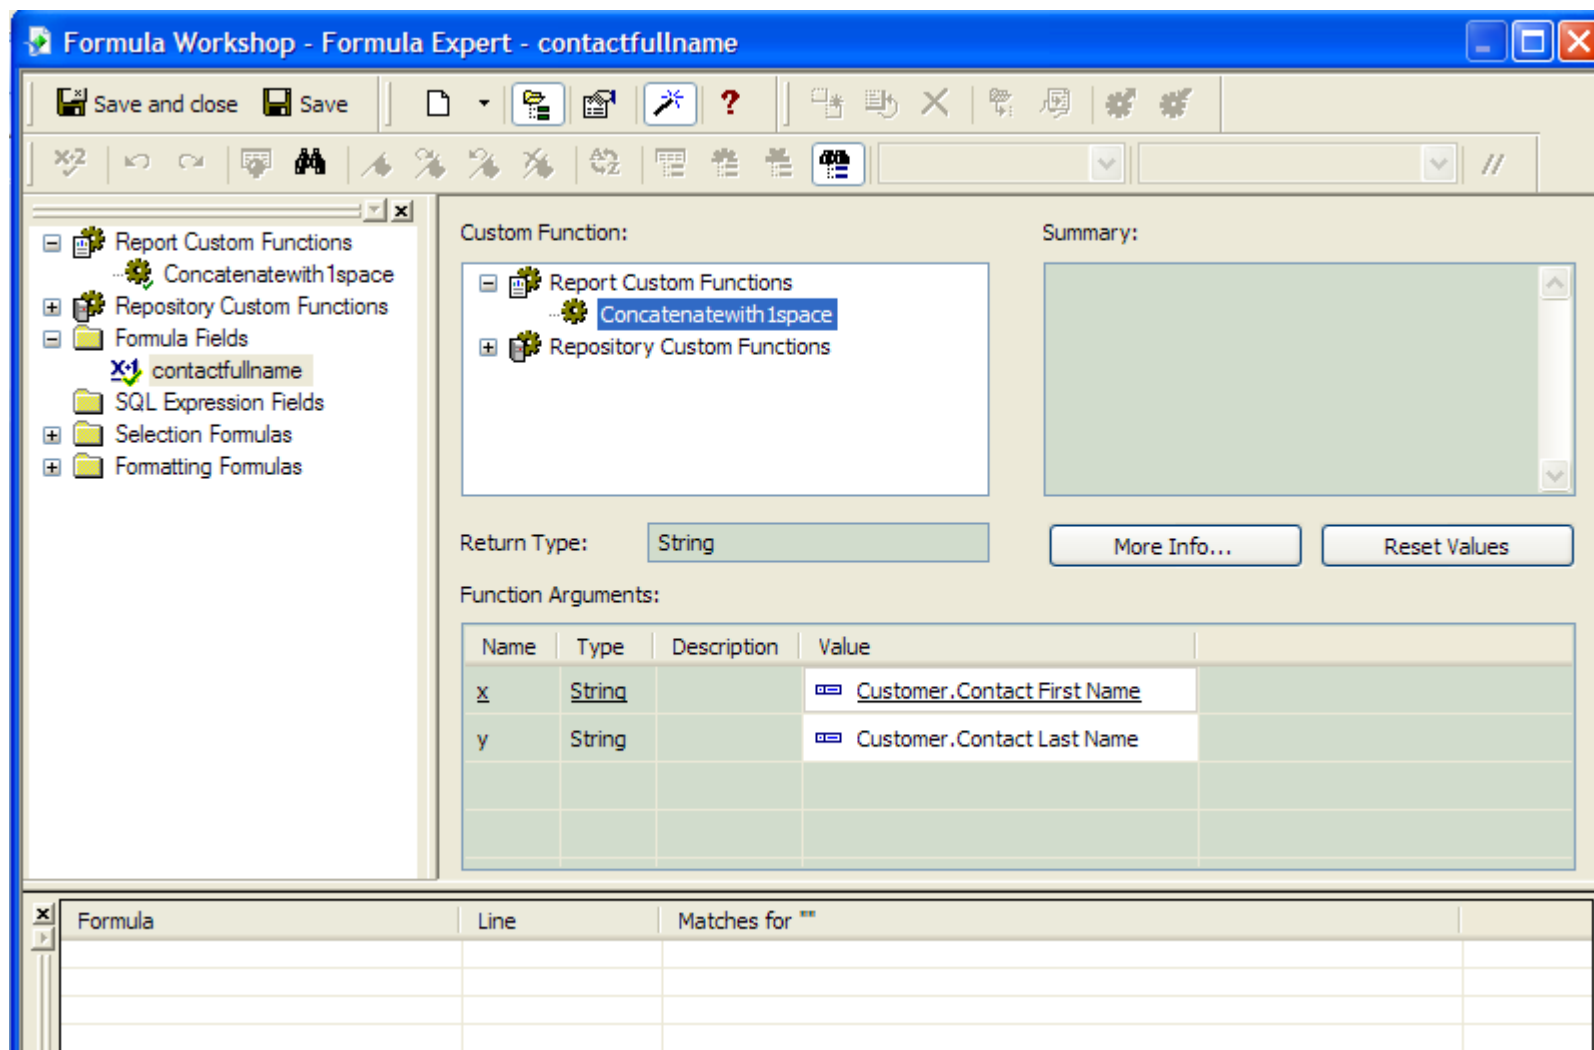 Formula Workshop - Formula Expert - contactfullname
Save and close Save
Report Custom Functions
Concatenatewith1space
Repository Custom Functions
Formula Fields
contactfullname
SQL Expression Fields
Selection Formulas
Formatting Formulas
Custom Function:
Report Custom Functions
Concatenatewith1space
Repository Custom Functions
Summary:
Return Type: String
More Info... Reset Values
Function Arguments:
Name Type Description Value
x String Customer.Contact First Name
y String Customer.Contact Last Name
Formula Line Matches for ""